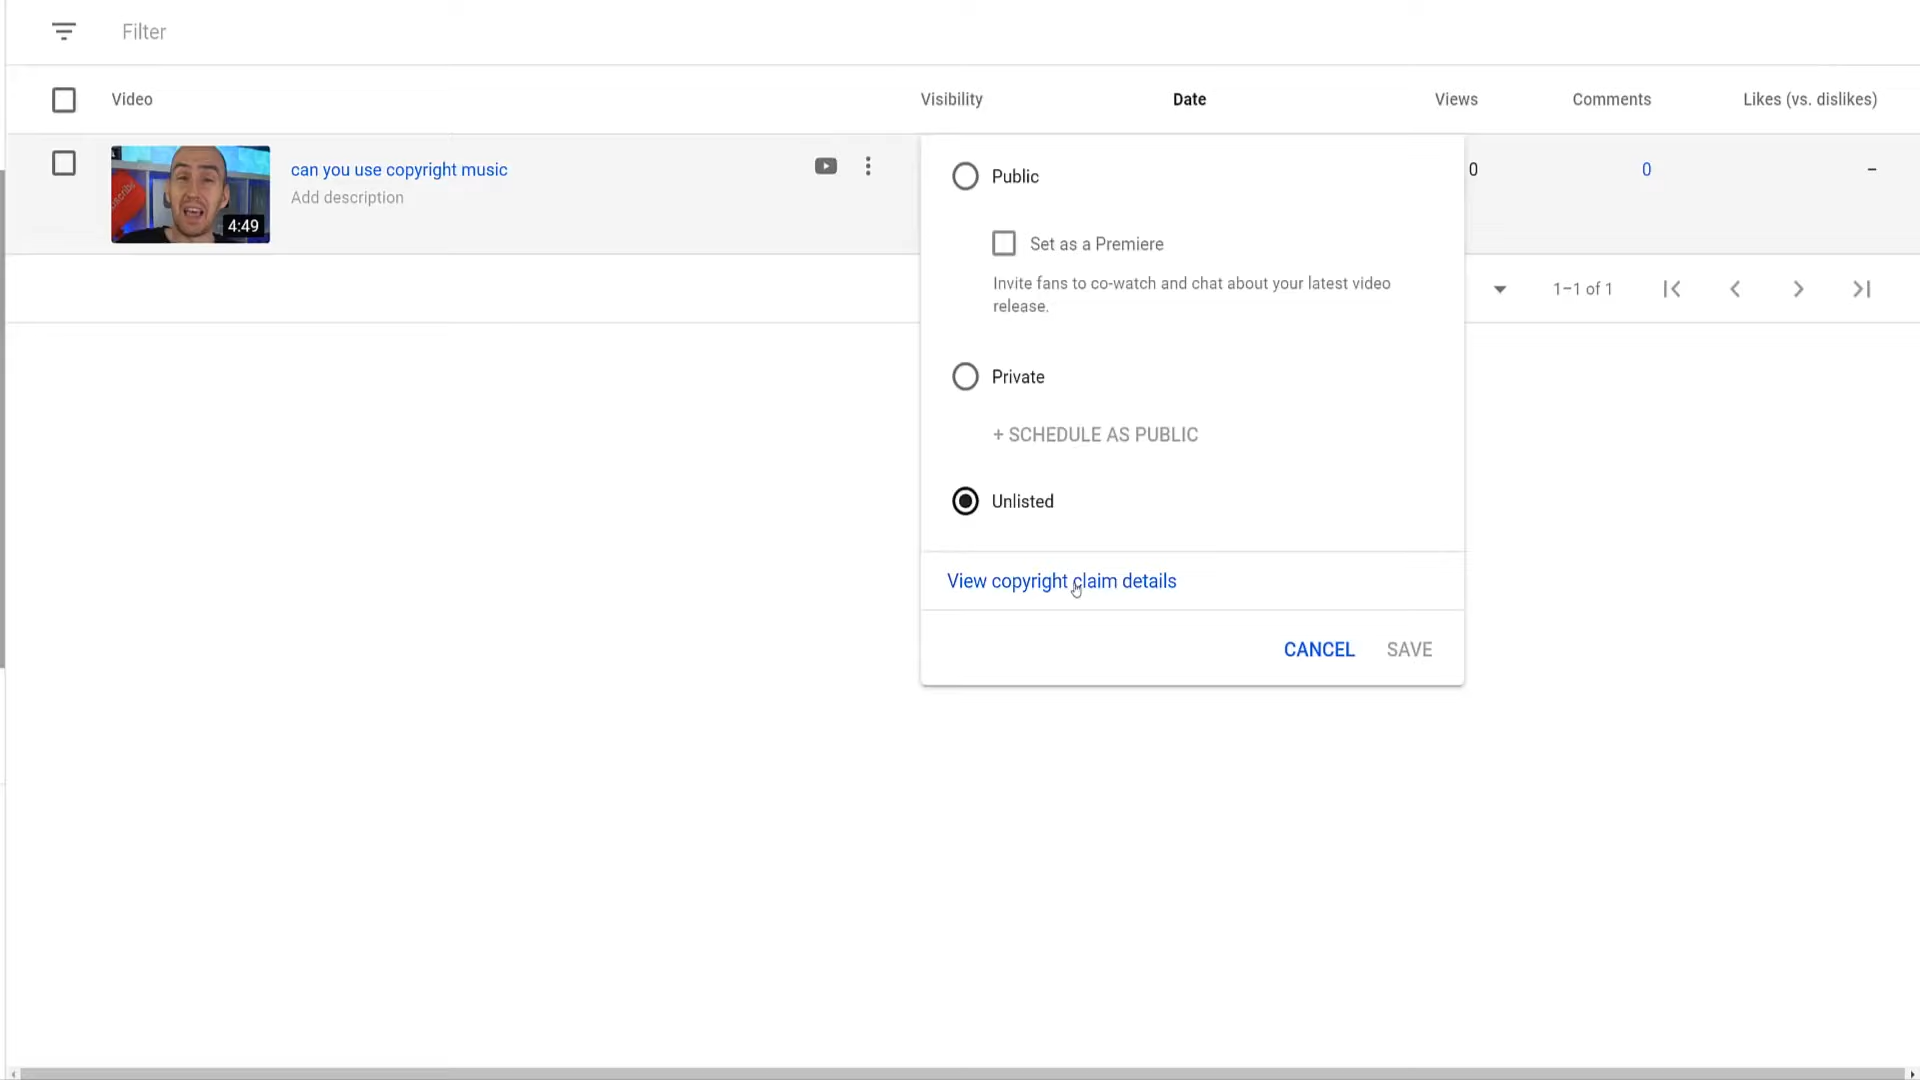 Filter
Video
Visibility
Date
Views
Comments
Likes (vs. dislikes)
can you use copyright music
Add description
4:49
Public
0
0
–
Set as a Premiere
Invite fans to co-watch and chat about your latest video
release.
1–1 of 1
Private
+ SCHEDULE AS PUBLIC
Unlisted
View copyright claim details
CANCEL
SAVE